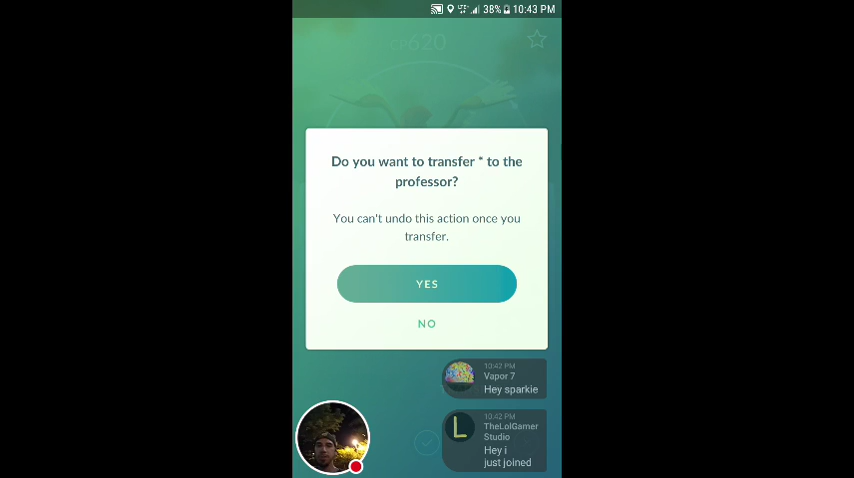 38% 10:43 PM
CP620
Do you want to transfer * to the
professor?
You can't undo this action once you
transfer.
YES
NO
10:42 PM
Vapor 7
Hey sparkie
10:42 PM
L
TheLolGamer
Studio
Hey i
just joined